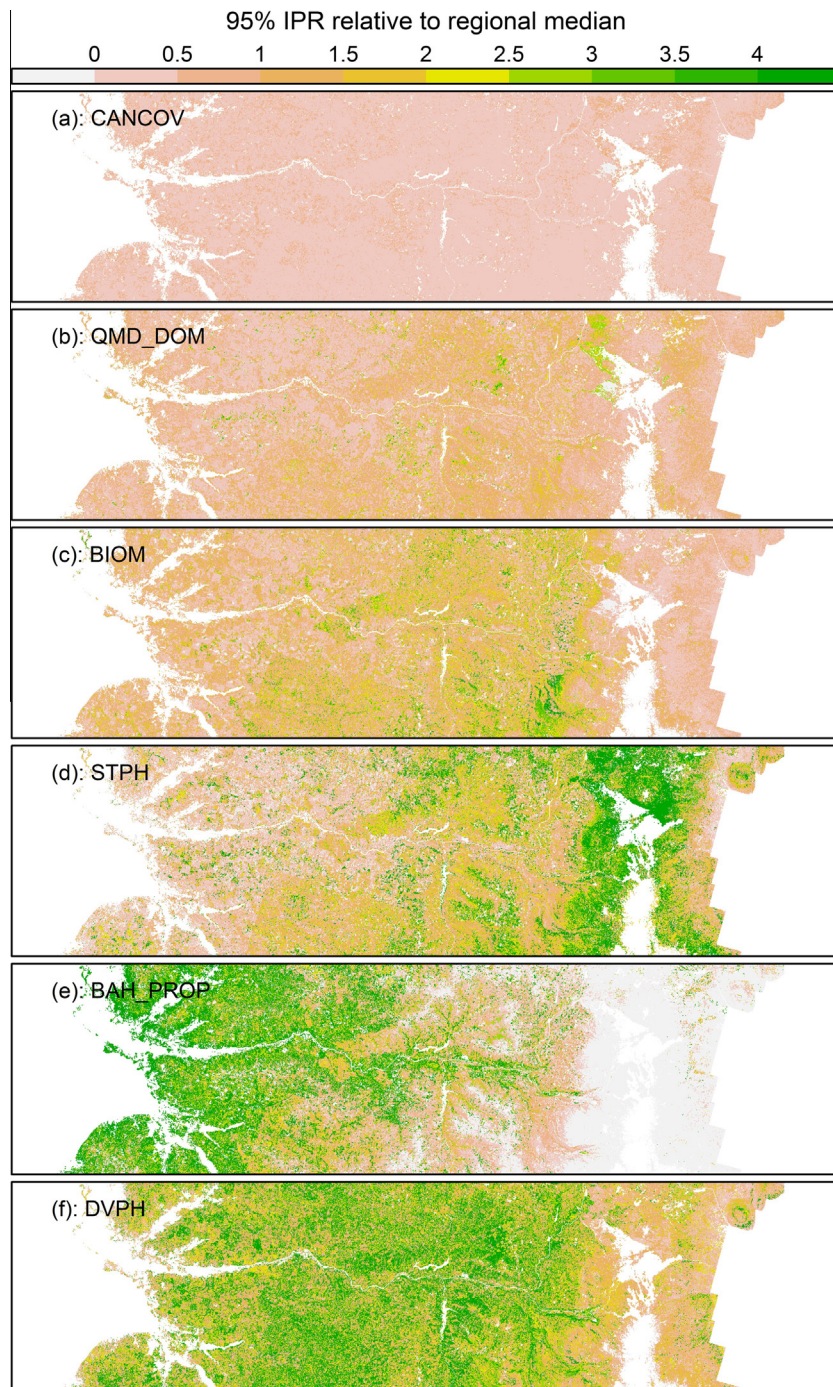 95% IPR relative to regional median
0 0.5 1 1.5 2 2.5 3 3.5 4
(a): CANCOV
(b): QMD_DOM
(c): BIOM
(d): STPH
(e): BAH_PROP
(f): DVPH